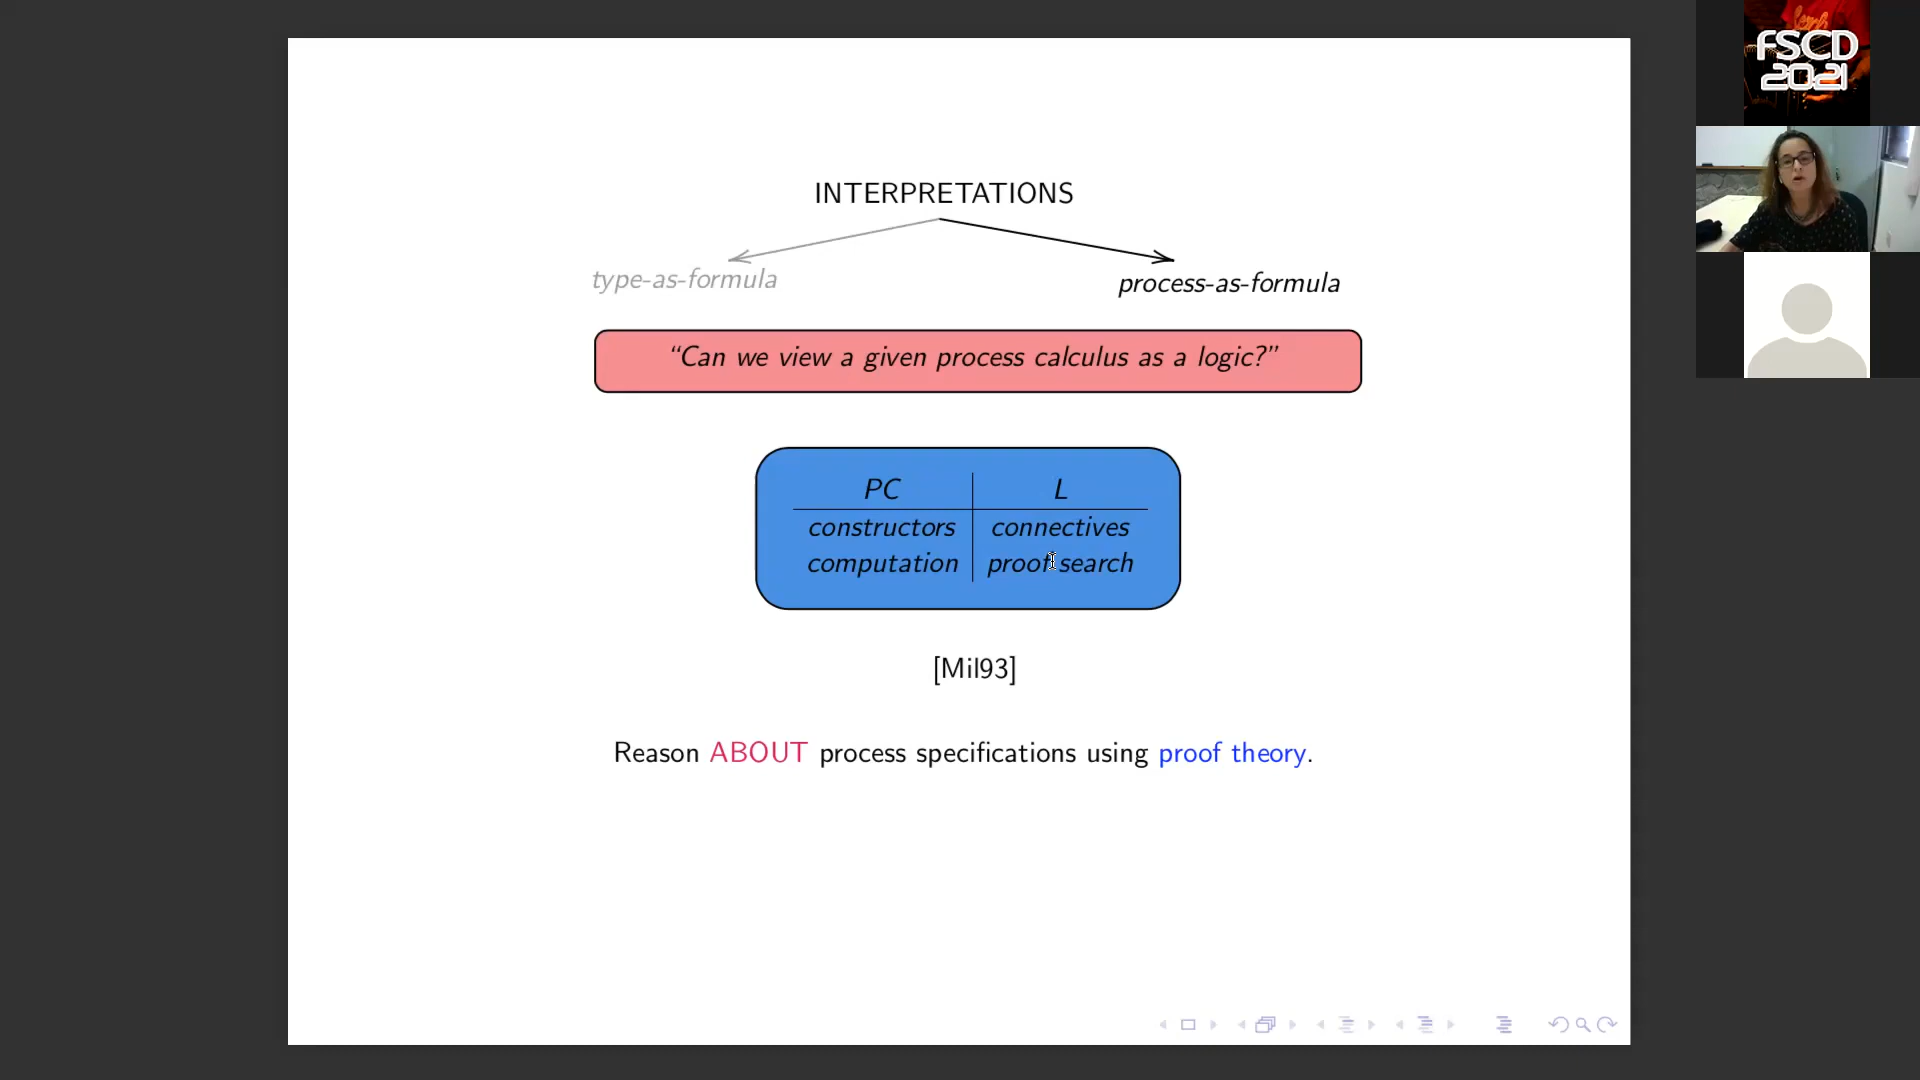 INTERPRETATIONS
type-as-formula
process-as-formula
“Can we view a given process calculus as a logic?”
PC L
constructors connectives
computation proof search
[Mil93]
Reason ABOUT process specifications using proof theory.
FSCD
2021